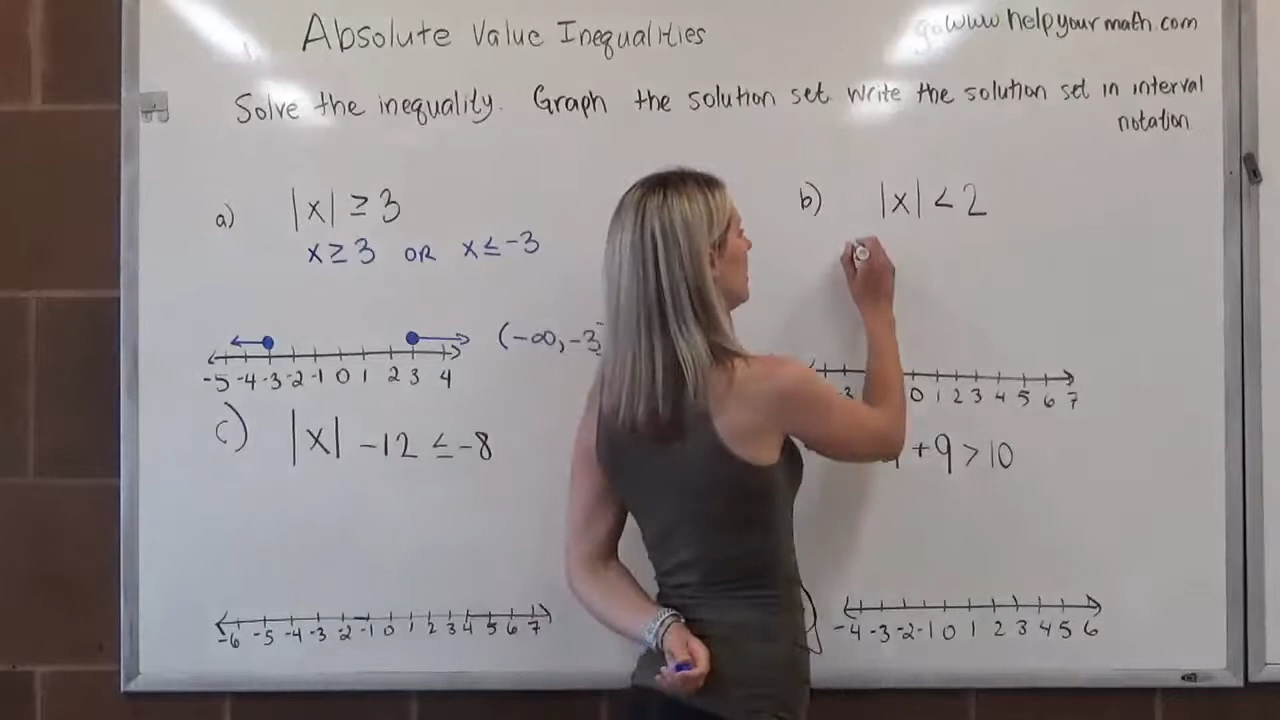 Absolute Value Inequalities
www.helpyourmath.com
Solve the inequality. Graph the solution set. Write the solution set in interval
notation
a) |x| ≥ 3
x ≥ 3 OR x ≤ -3
(-∞, -3
-5 -4 -3 -2 -1 0 1 2 3 4
b) |x| < 2
0 1 2 3 4 5 6 7
c) |x| -12 ≤ -8
-6 -5 -4 -3 -2 -1 0 1 2 3 4 5 6 7
+9 > 10
-4 -3 -2 -1 0 1 2 3 4 5 6